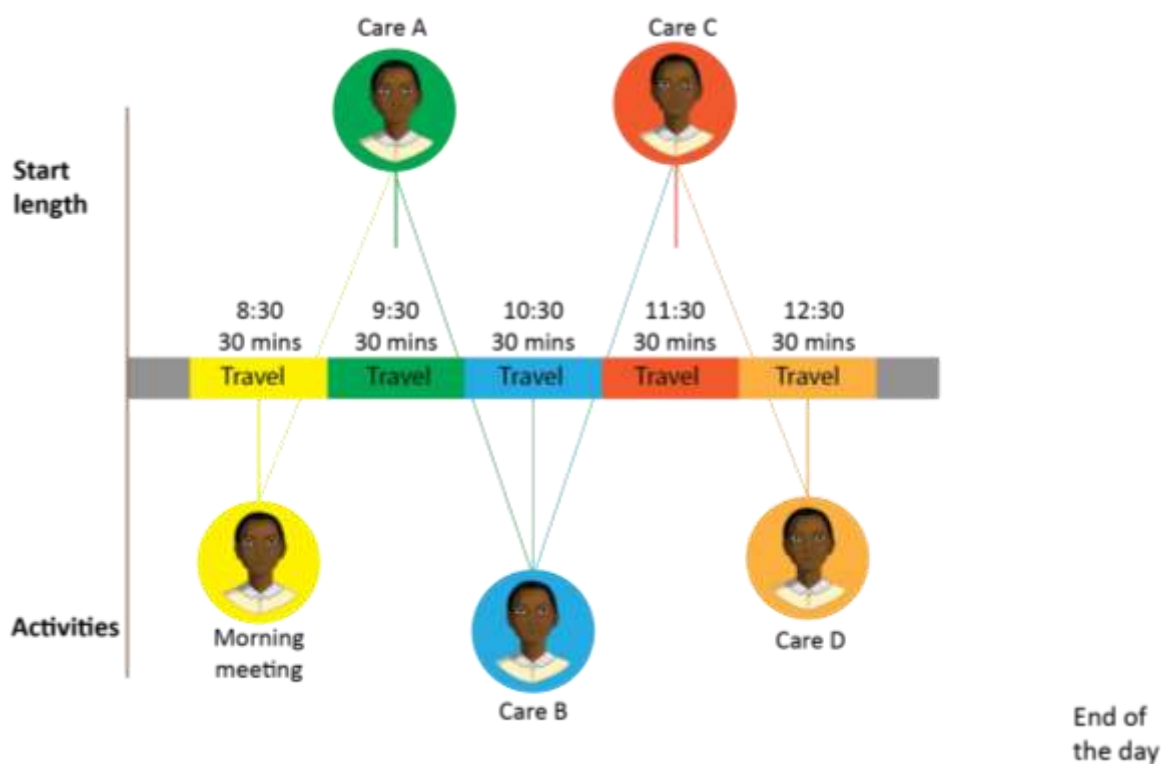 Care A
Care C
Start
length
8:30
30 mins
9:30
30 mins
10:30
30 mins
11:30
30 mins
12:30
30 mins
Travel
Travel
Travel
Travel
Travel
Activities
Morning
meeting
Care B
Care D
End of
the day